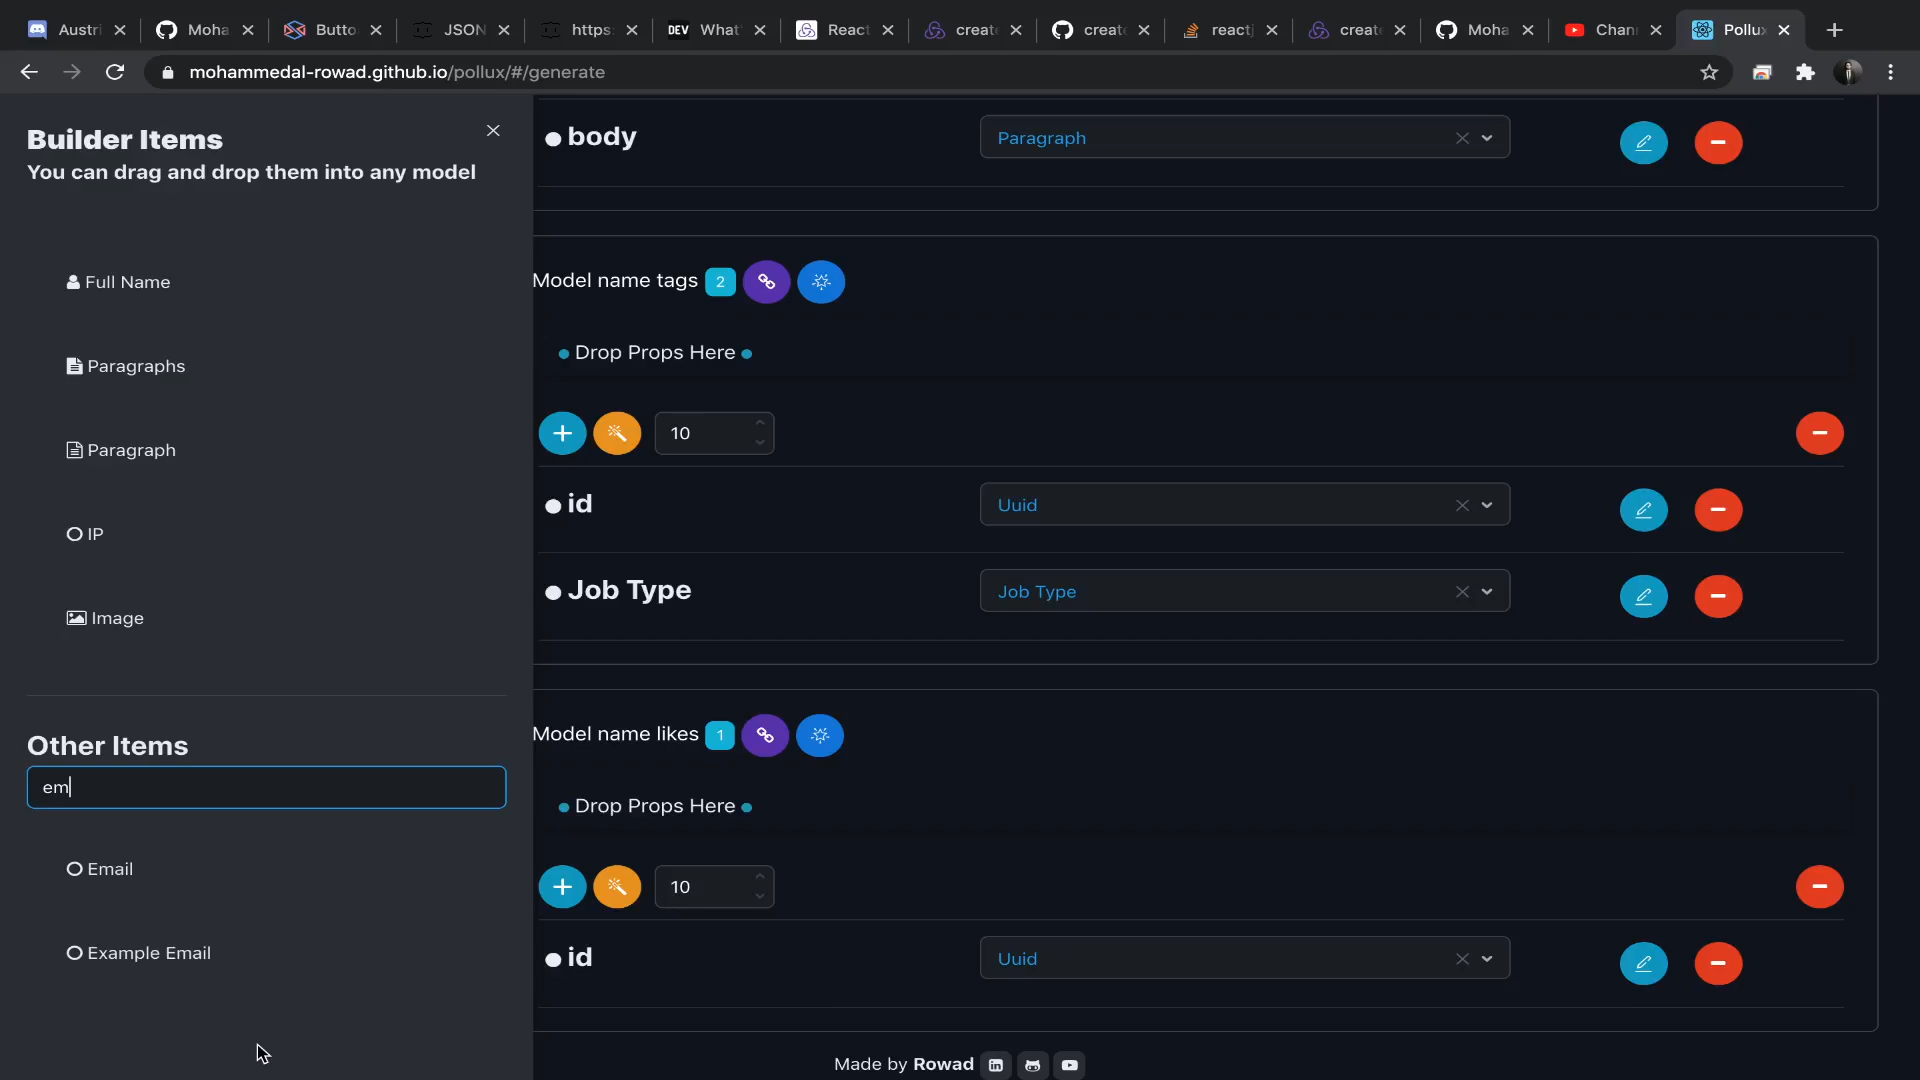 Austri
Moha
Butto
JSON
https:
DEV What'
React
create
create
reactj
create
Moha
Chann
Pollux
mohammedal-rowad.github.io/pollux/#/generate
Builder Items
You can drag and drop them into any model
Full Name
Paragraphs
Paragraph
IP
Image
Other Items
em
Email
Example Email
body
Paragraph
Model name tags 2
Drop Props Here
10
id
Uuid
Job Type
Job Type
Model name likes 1
Drop Props Here
10
id
Uuid
Made by Rowad